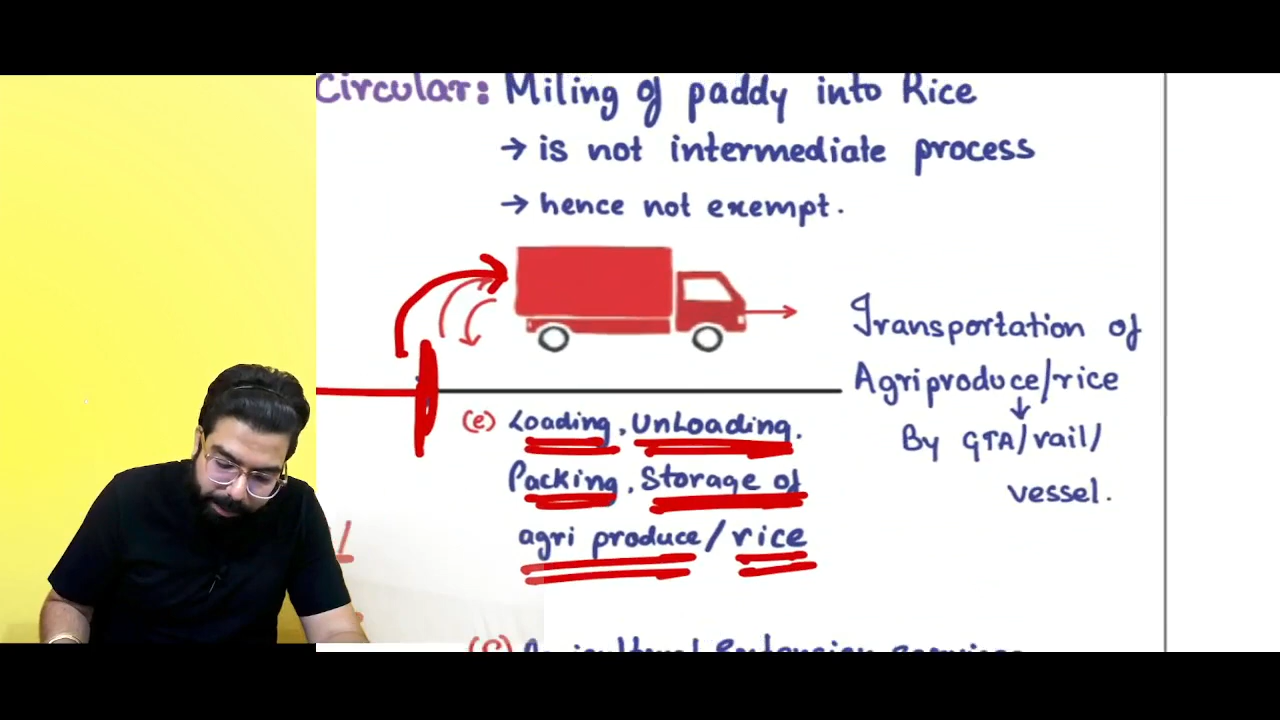 Circular: Miling of paddy into Rice
→ is not intermediate process
→ hence not exempt.
Transportation of
Agriproduce/rice
↓
By GTA/rail/
vessel.
(e) Loading, Unloading.
Packing, Storage of
agri produce/rice